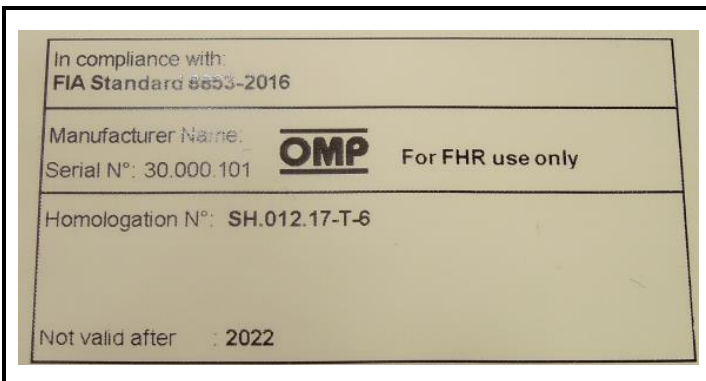 In compliance with:
FIA Standard 8853-2016
Manufacturer Name:
OMP
For FHR use only
Serial N°: 30.000.101
Homologation N°: SH.012.17-T-6
Not valid after : 2022